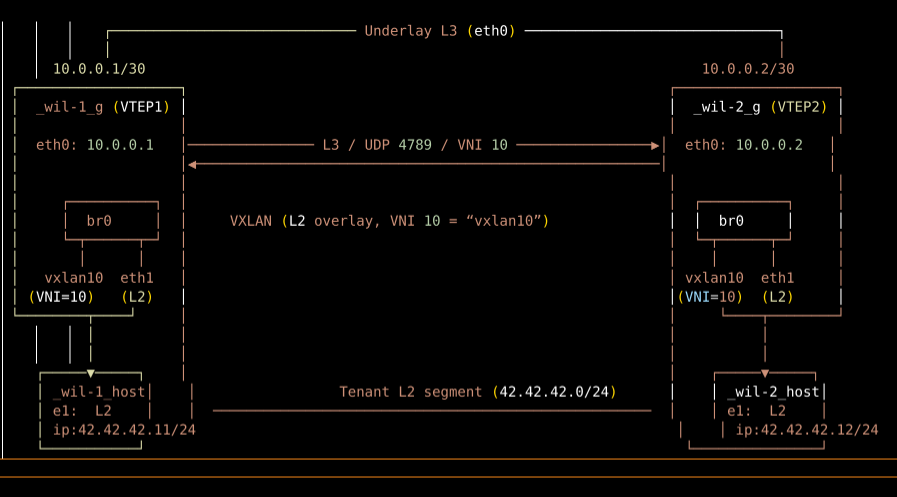 Underlay L3 (eth0)
10.0.0.1/30 10.0.0.2/30
_wil-1_g (VTEP1) _wil-2_g (VTEP2)
eth0: 10.0.0.1 L3 / UDP 4789 / VNI 10 eth0: 10.0.0.2
br0 VXLAN (L2 overlay, VNI 10 = “vxlan10”) br0
vxlan10 eth1 vxlan10 eth1
(VNI=10) (L2) (VNI=10) (L2)
_wil-1_host Tenant L2 segment (42.42.42.0/24) _wil-2_host
e1: L2 e1: L2
ip:42.42.42.11/24 ip:42.42.42.12/24